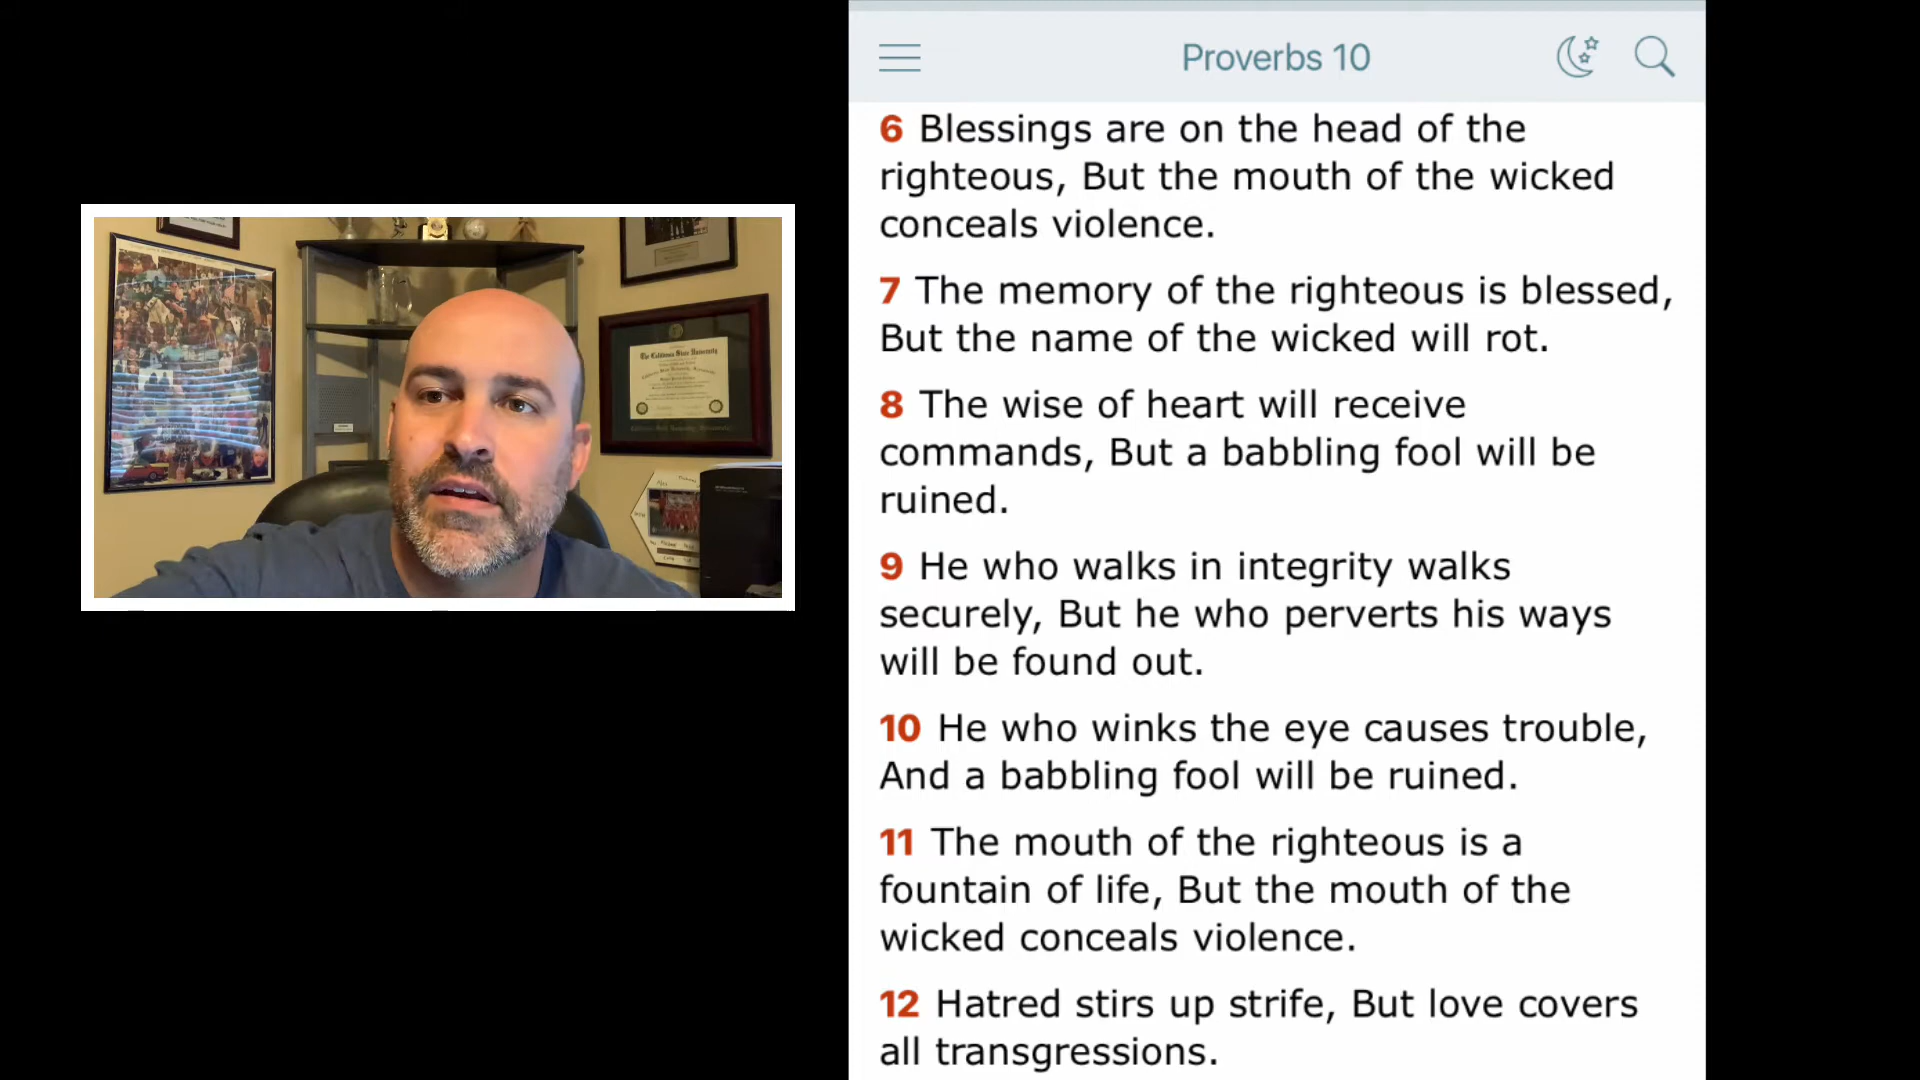 Proverbs 10
6 Blessings are on the head of the
righteous, But the mouth of the wicked
conceals violence.
7 The memory of the righteous is blessed,
But the name of the wicked will rot.
8 The wise of heart will receive
commands, But a babbling fool will be
ruined.
9 He who walks in integrity walks
securely, But he who perverts his ways
will be found out.
10 He who winks the eye causes trouble,
And a babbling fool will be ruined.
11 The mouth of the righteous is a
fountain of life, But the mouth of the
wicked conceals violence.
12 Hatred stirs up strife, But love covers
all transgressions.
The California State University